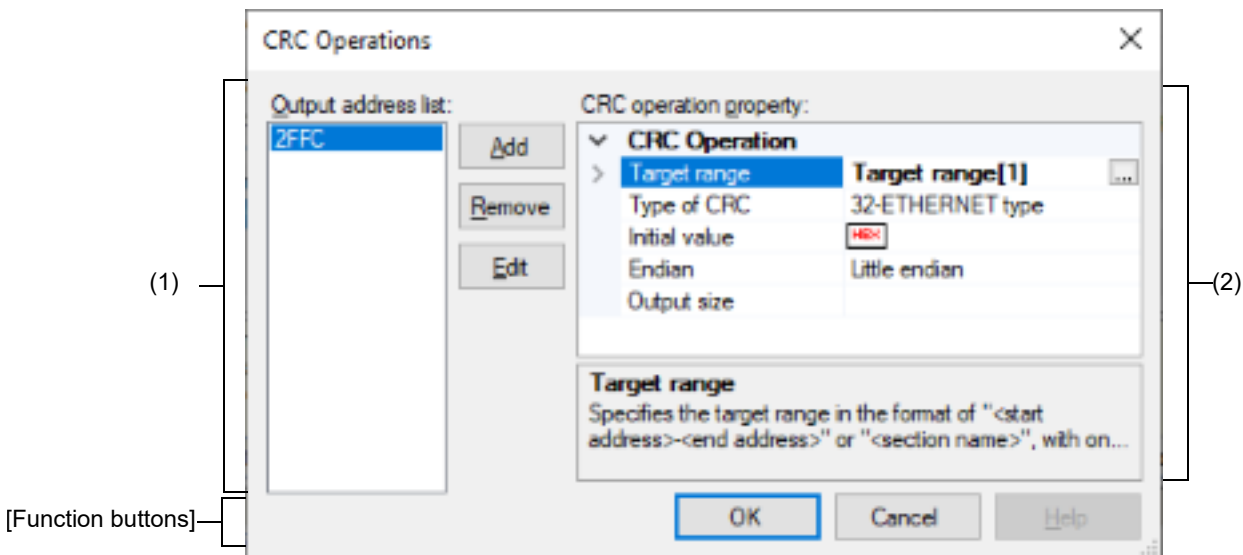 CRC Operations
Output address list:
2FFC
Add
Remove
Edit
CRC operation property:
CRC Operation
Target range Target range[1] ...
Type of CRC 32-ETHERNET type
Initial value HEX
Endian Little endian
Output size
Target range
Specifies the target range in the format of "<start
address>-<end address>" or "<section name>", with on...
(1)
(2)
[Function buttons]
OK
Cancel
Help